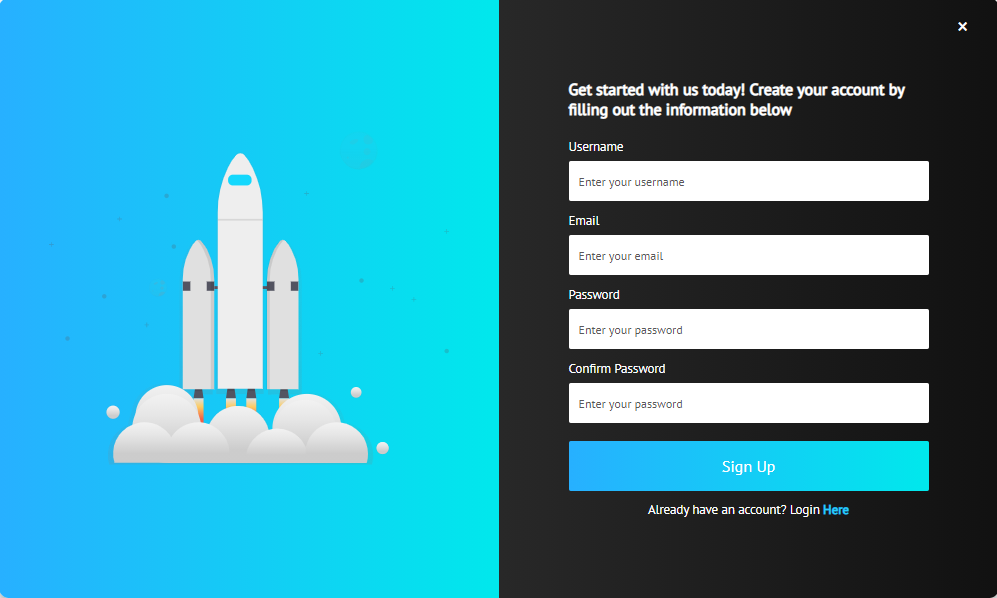 ×
Get started with us today! Create your account by
filling out the information below
Username
Enter your username
Email
Enter your email
Password
Enter your password
Confirm Password
Enter your password
Sign Up
Already have an account? Login Here